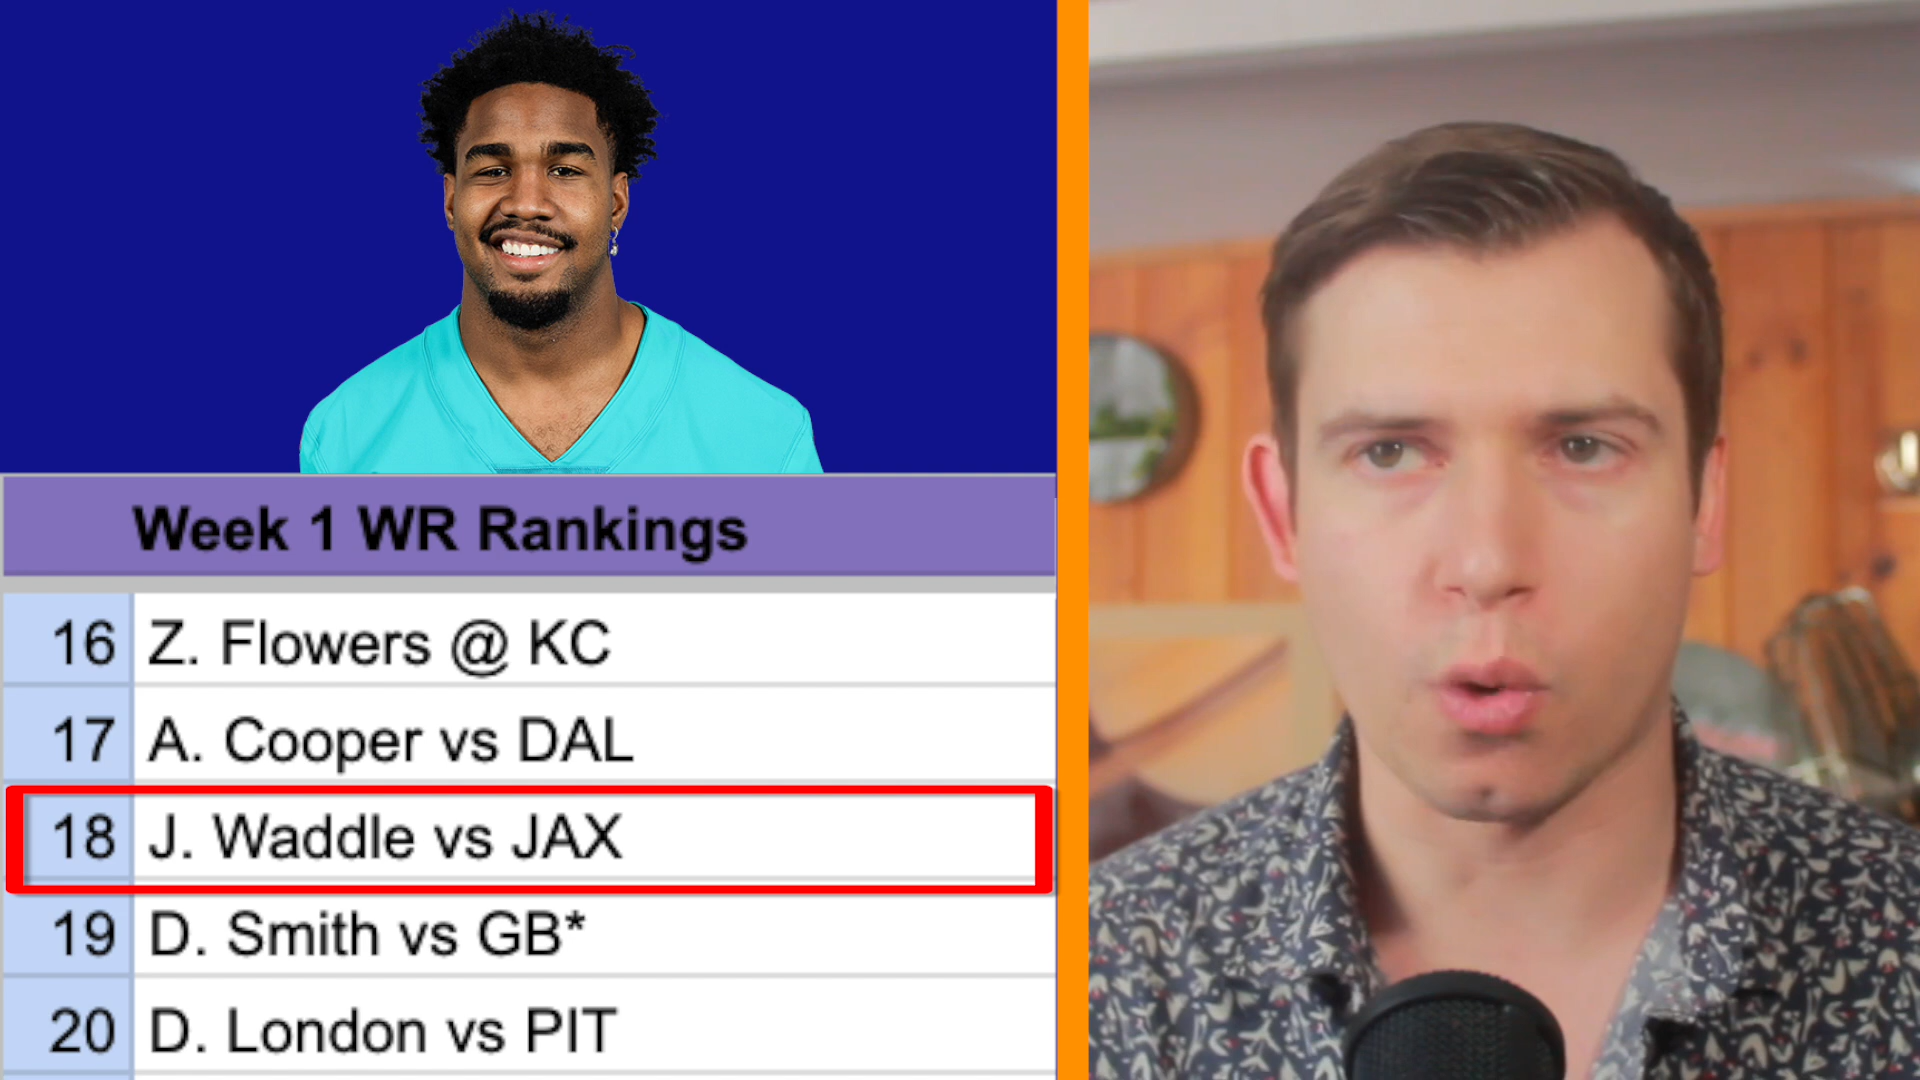 Week 1 WR Rankings
16 Z. Flowers @ KC
17 A. Cooper vs DAL
18 J. Waddle vs JAX
19 D. Smith vs GB*
20 D. London vs PIT